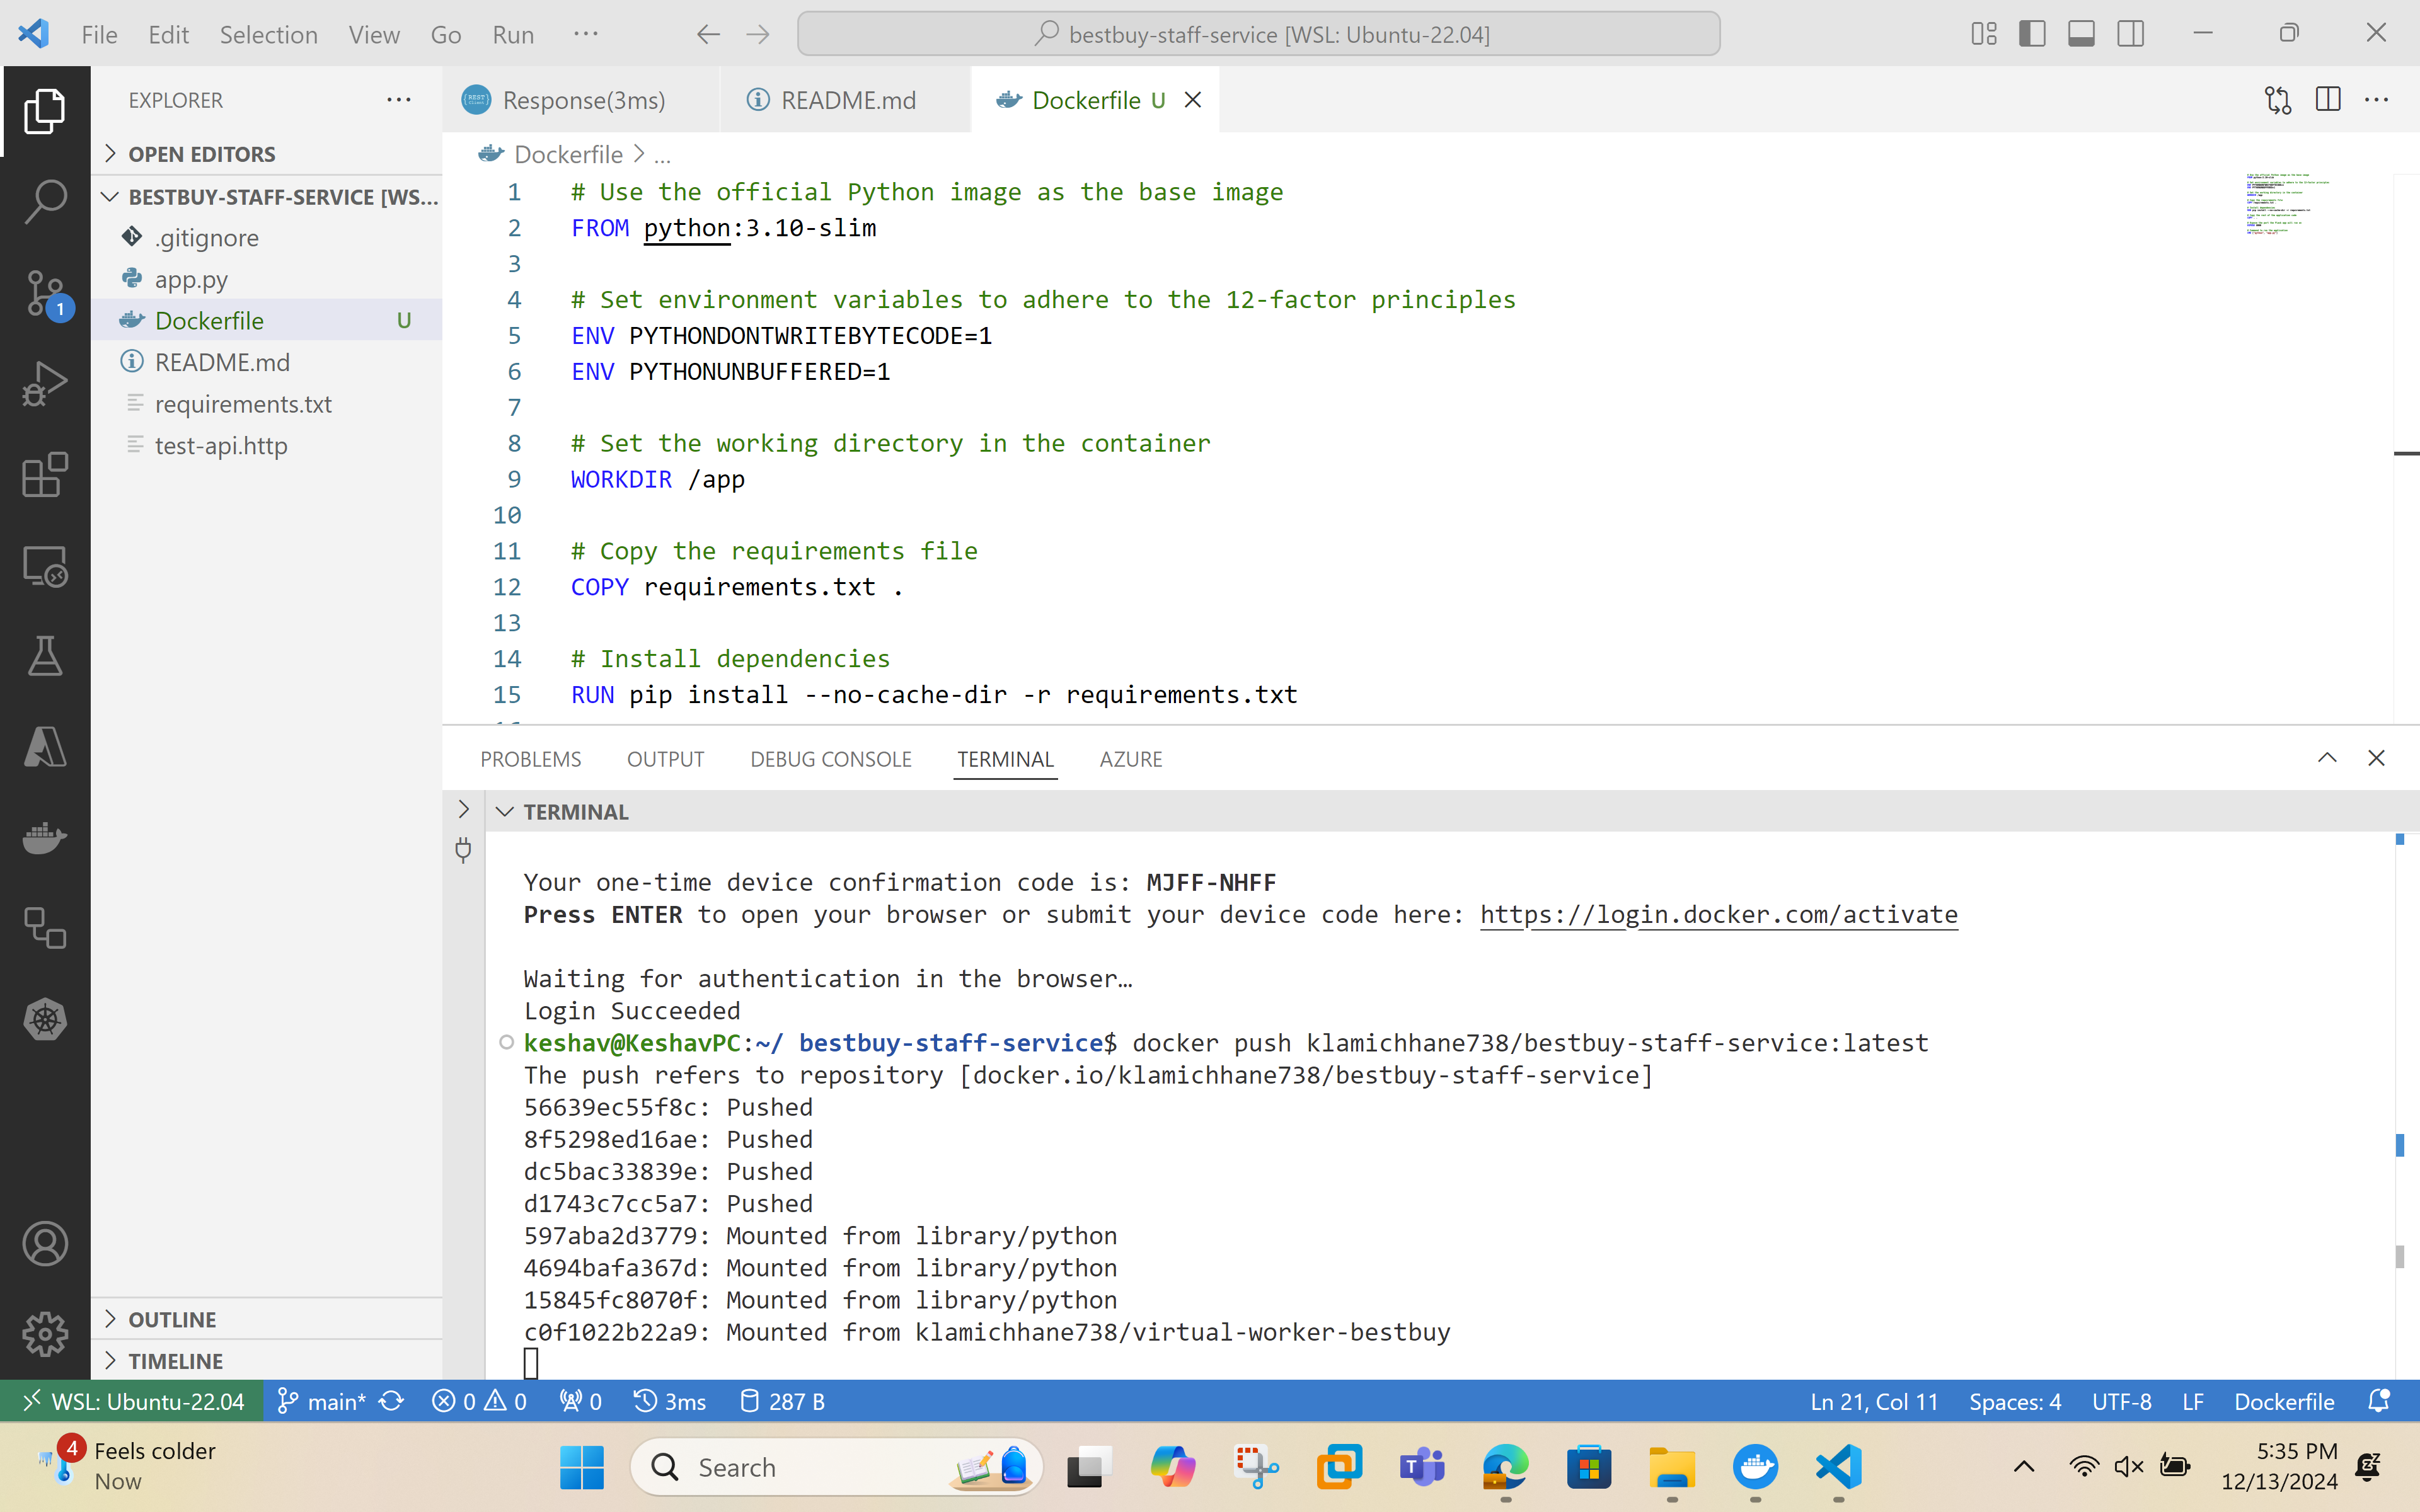 File Edit Selection View Go Run ···
bestbuy-staff-service [WSL: Ubuntu-22.04]
EXPLORER
OPEN EDITORS
BESTBUY-STAFF-SERVICE [WS...
.gitignore
app.py
Dockerfile U
README.md
requirements.txt
test-api.http
OUTLINE
TIMELINE
1
Response(3ms) README.md Dockerfile U
Dockerfile > ...
1 # Use the official Python image as the base image
2 FROM python:3.10-slim
3
4 # Set environment variables to adhere to the 12-factor principles
5 ENV PYTHONDONTWRITEBYTECODE=1
6 ENV PYTHONUNBUFFERED=1
7
8 # Set the working directory in the container
9 WORKDIR /app
10
11 # Copy the requirements file
12 COPY requirements.txt .
13
14 # Install dependencies
15 RUN pip install --no-cache-dir -r requirements.txt
PROBLEMS OUTPUT DEBUG CONSOLE TERMINAL AZURE
TERMINAL
Your one-time device confirmation code is: MJFF-NHFF
Press ENTER to open your browser or submit your device code here: https://login.docker.com/activate
Waiting for authentication in the browser…
Login Succeeded
keshav@KeshavPC:~/ bestbuy-staff-service$ docker push klamichhane738/bestbuy-staff-service:latest
The push refers to repository [docker.io/klamichhane738/bestbuy-staff-service]
56639ec55f8c: Pushed
8f5298ed16ae: Pushed
dc5bac33839e: Pushed
d1743c7cc5a7: Pushed
597aba2d3779: Mounted from library/python
4694bafa367d: Mounted from library/python
15845fc8070f: Mounted from library/python
c0f1022b22a9: Mounted from klamichhane738/virtual-worker-bestbuy
WSL: Ubuntu-22.04 main* 0 0 0 3ms 287 B Ln 21, Col 11 Spaces: 4 UTF-8 LF Dockerfile
4 Feels colder
Now
Search
5:35 PM
12/13/2024